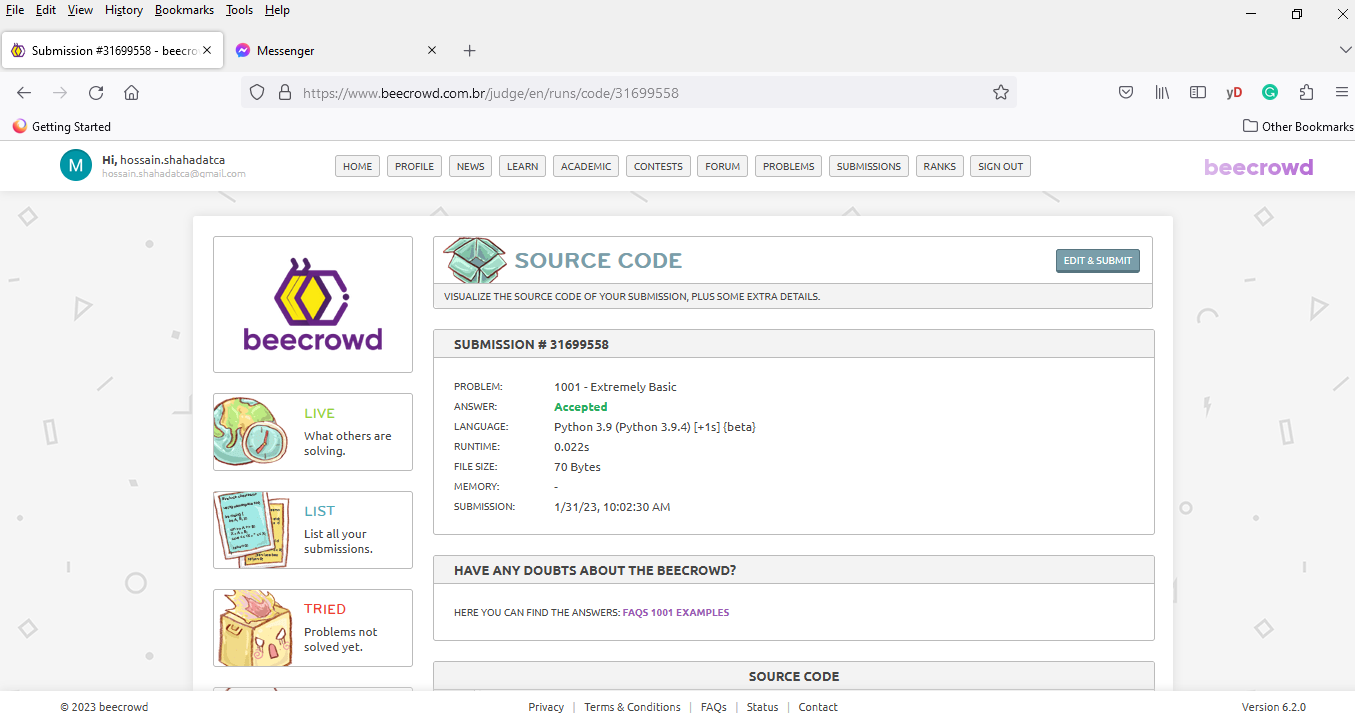 File Edit View History Bookmarks Tools Help
Submission #31699558 - beecro
Messenger
https://www.beecrowd.com.br/judge/en/runs/code/31699558
yD
Getting Started
Other Bookmarks
M
Hi, hossain.shahadatca
hossain.shahadatca@gmail.com
HOME PROFILE NEWS LEARN ACADEMIC CONTESTS FORUM PROBLEMS SUBMISSIONS RANKS SIGN OUT
beecrowd
beecrowd
LIVE
What others are
solving.
LIST
List all your
submissions.
TRIED
Problems not
solved yet.
SOURCE CODE
EDIT & SUBMIT
VISUALIZE THE SOURCE CODE OF YOUR SUBMISSION, PLUS SOME EXTRA DETAILS.
SUBMISSION # 31699558
PROBLEM: 1001 - Extremely Basic
ANSWER: Accepted
LANGUAGE: Python 3.9 (Python 3.9.4) [+1s] {beta}
RUNTIME: 0.022s
FILE SIZE: 70 Bytes
MEMORY: -
SUBMISSION: 1/31/23, 10:02:30 AM
HAVE ANY DOUBTS ABOUT THE BEECROWD?
HERE YOU CAN FIND THE ANSWERS: FAQS 1001 EXAMPLES
SOURCE CODE
© 2023 beecrowd
Privacy | Terms & Conditions | FAQs | Status | Contact
Version 6.2.0